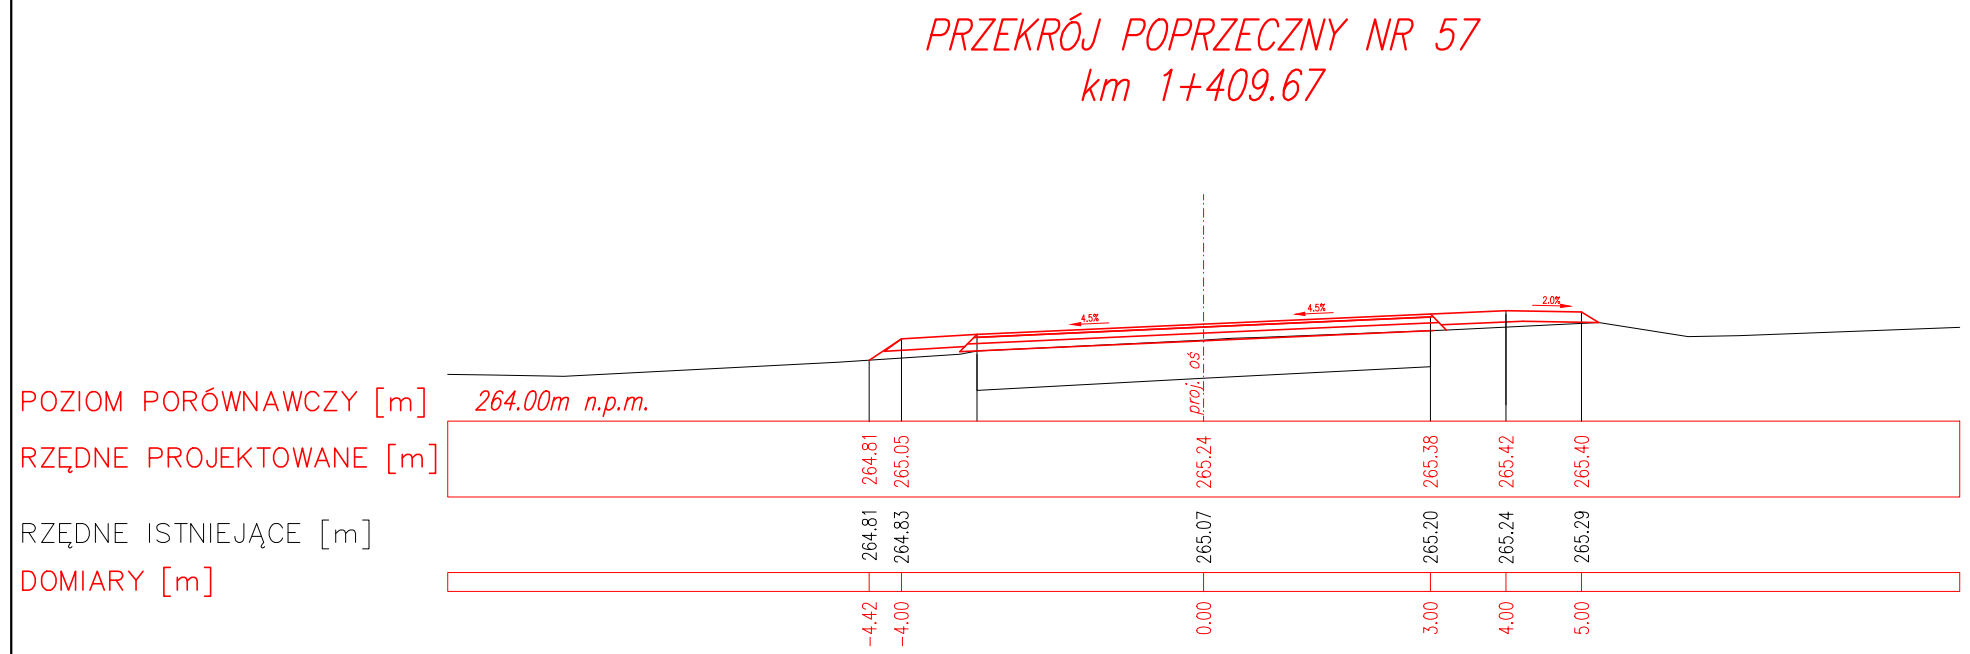 PRZEKRÓJ POPRZECZNY NR 57
km 1+409.67
4.5% 4.5% 2.0%
proj. oś
POZIOM PORÓWNAWCZY [m] 264.00m n.p.m.
RZĘDNE PROJEKTOWANE [m] 264.81 265.05 265.24 265.38 265.42 265.40
RZĘDNE ISTNIEJĄCE [m] 264.81 264.83 265.07 265.20 265.24 265.29
DOMIARY [m] -4.42 -4.00 0.00 3.00 4.00 5.00